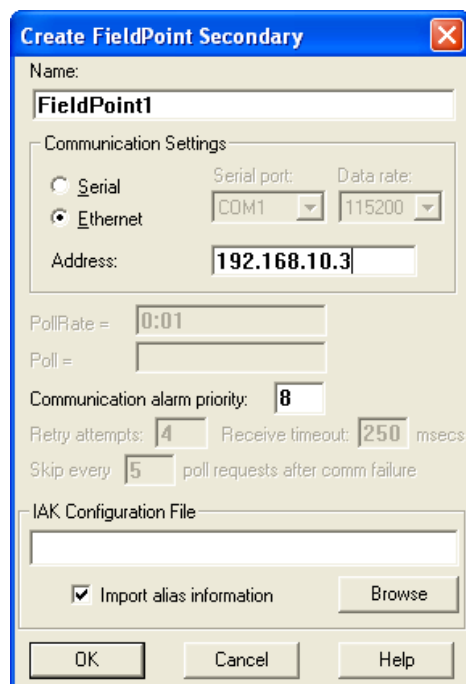 Create FieldPoint Secondary
Name:
FieldPoint1
Communication Settings
Serial
Ethernet
Serial port:
Data rate:
COM1
115200
Address:
192.168.10.3
PollRate =
0:01
Poll =
Communication alarm priority:
8
Retry attempts:
4
Receive timeout:
250
msecs
Skip every
5
poll requests after comm failure
IAK Configuration File
Import alias information
Browse
OK
Cancel
Help